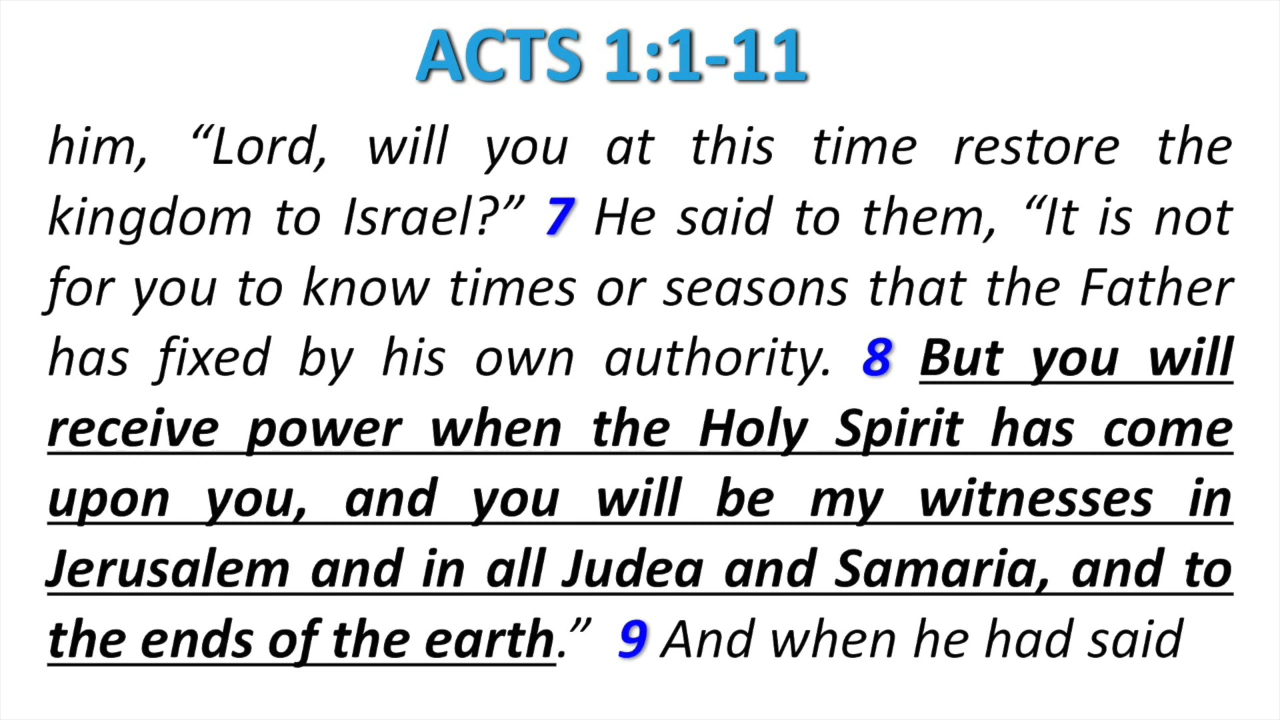 ACTS 1:1-11
him, “Lord, will you at this time restore the
kingdom to Israel?” 7 He said to them, “It is not
for you to know times or seasons that the Father
has fixed by his own authority. 8 But you will
receive power when the Holy Spirit has come
upon you, and you will be my witnesses in
Jerusalem and in all Judea and Samaria, and to
the ends of the earth.” 9 And when he had said